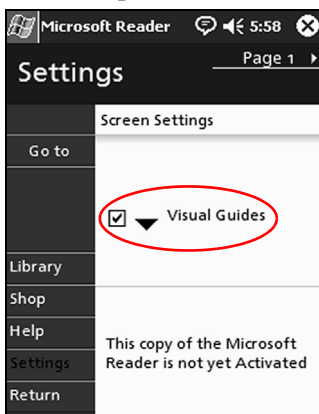 Microsoft Reader 5:58
Settings
Page 1
Screen Settings
Go to
Visual Guides
Library
Shop
Help
Settings
Return
This copy of the Microsoft
Reader is not yet Activated